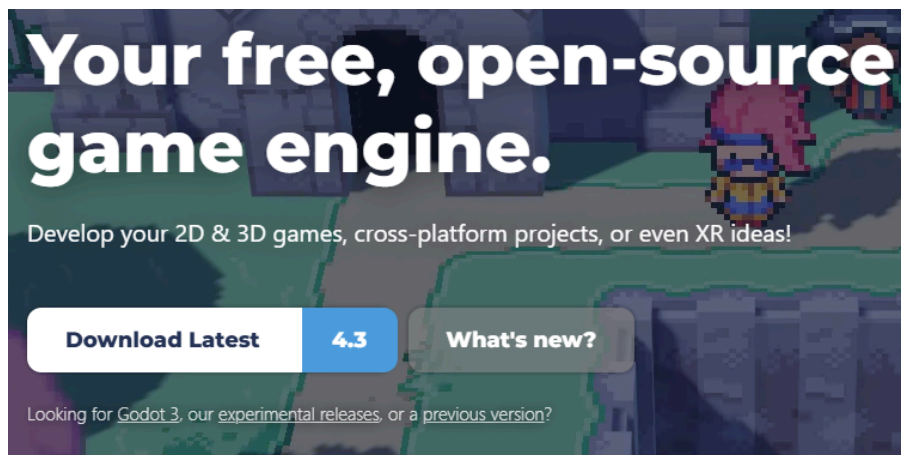 Your free, open-source
game engine.
Develop your 2D & 3D games, cross-platform projects, or even XR ideas!
Download Latest 4.3 What's new?
Looking for Godot 3, our experimental releases, or a previous version?